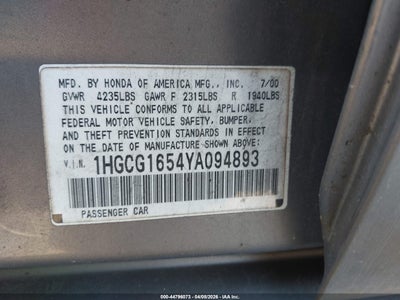 MFD. BY HONDA OF AMERICA MFG., INC. 7/00
GVWR 4235LBS GAWR F 2315LBS R 1940LBS
THIS VEHICLE CONFORMS TO ALL APPLICABLE
FEDERAL MOTOR VEHICLE SAFETY, BUMPER,
AND THEFT PREVENTION STANDARDS IN EFFECT
ON THE DATE OF MANUFACTURE SHOWN ABOVE.
V.I.N. 1HGCG1654YA094893
PASSENGER CAR
000-44796073 - 04/09/2026 - IAA Inc.